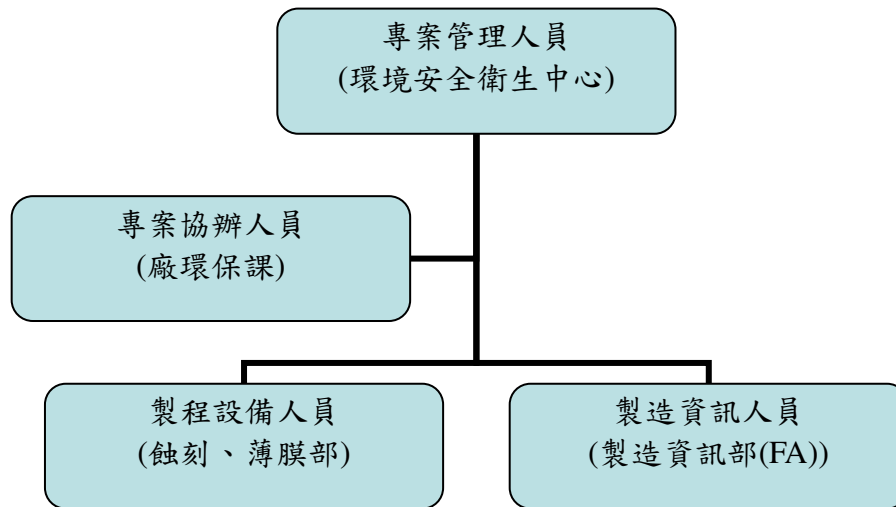 專案管理人員
(環境安全衛生中心)
專案協辦人員
(廠環保課)
製程設備人員
(蝕刻、薄膜部)
製造資訊人員
(製造資訊部(FA))